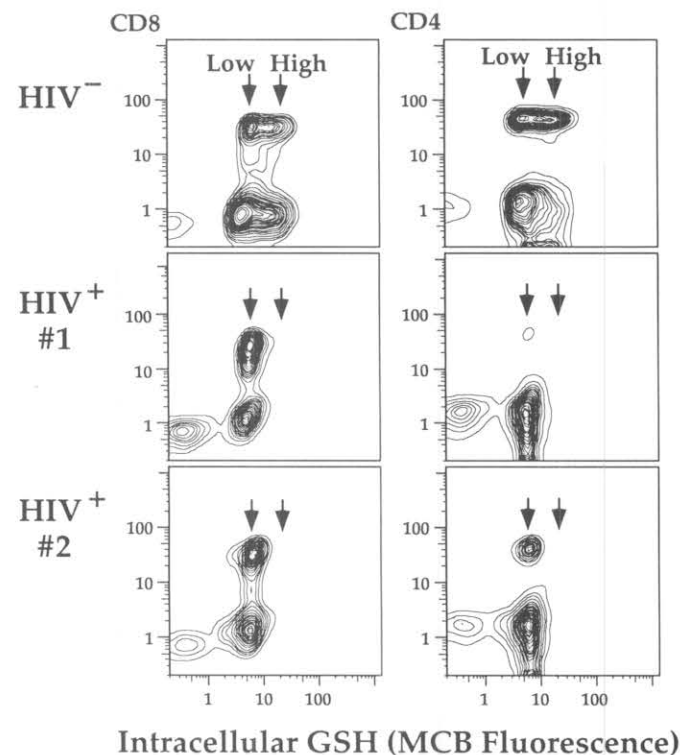 CD8 CD4
HIV⁻ Low High Low High
100 100
10 10
1 1
HIV⁺ #1
100 100
10 10
1 1
HIV⁺ #2
100 100
10 10
1 1
1 10 100 1 10 100
Intracellular GSH (MCB Fluorescence)